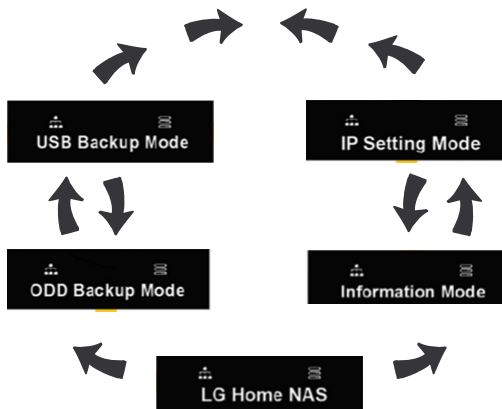 USB Backup Mode
IP Setting Mode
ODD Backup Mode
Information Mode
LG Home NAS